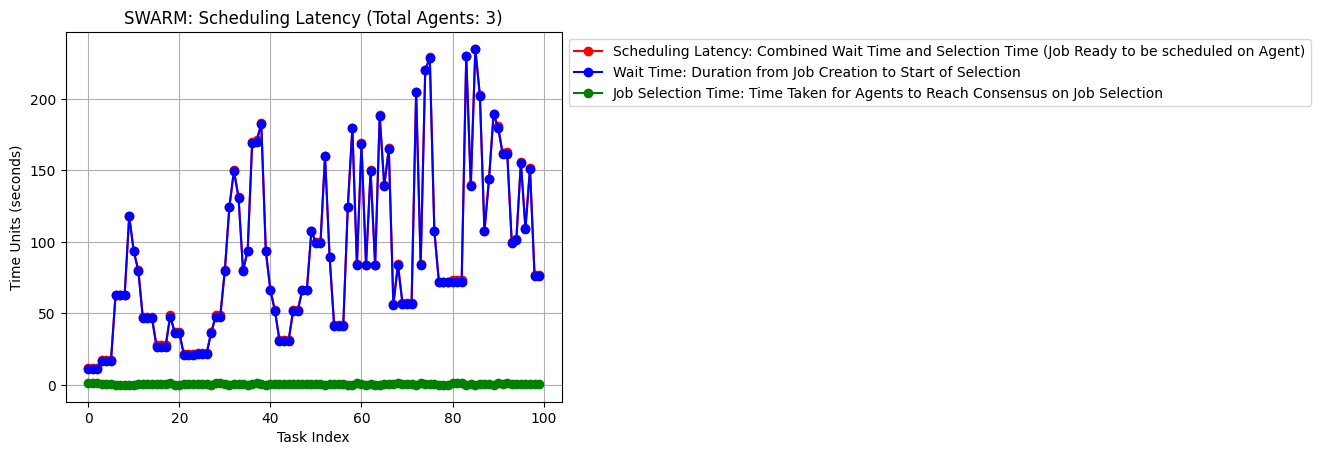 SWARM: Scheduling Latency (Total Agents: 3)
Scheduling Latency: Combined Wait Time and Selection Time (Job Ready to be scheduled on Agent)
Wait Time: Duration from Job Creation to Start of Selection
Job Selection Time: Time Taken for Agents to Reach Consensus on Job Selection
Time Units (seconds)
200
150
100
50
0
0 20 40 60 80 100
Task Index